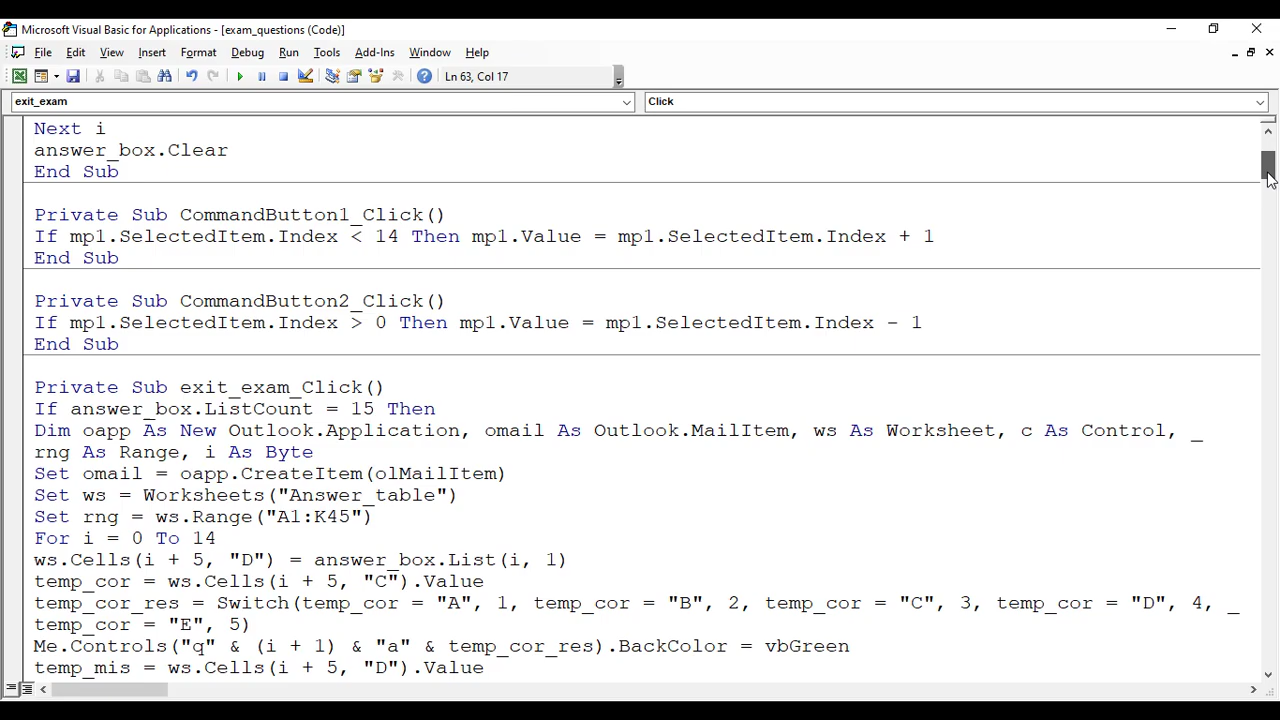 Microsoft Visual Basic for Applications - [exam_questions (Code)]
File Edit View Insert Format Debug Run Tools Add-Ins Window Help
Ln 63, Col 17
exit_exam Click
Next i
answer_box.Clear
End Sub
Private Sub CommandButton1_Click()
If mp1.SelectedItem.Index < 14 Then mp1.Value = mp1.SelectedItem.Index + 1
End Sub
Private Sub CommandButton2_Click()
If mp1.SelectedItem.Index > 0 Then mp1.Value = mp1.SelectedItem.Index - 1
End Sub
Private Sub exit_exam_Click()
If answer_box.ListCount = 15 Then
Dim oapp As New Outlook.Application, omail As Outlook.MailItem, ws As Worksheet, c As Control, _
rng As Range, i As Byte
Set omail = oapp.CreateItem(olMailItem)
Set ws = Worksheets("Answer_table")
Set rng = ws.Range("A1:K45")
For i = 0 To 14
ws.Cells(i + 5, "D") = answer_box.List(i, 1)
temp_cor = ws.Cells(i + 5, "C").Value
temp_cor_res = Switch(temp_cor = "A", 1, temp_cor = "B", 2, temp_cor = "C", 3, temp_cor = "D", 4, _
temp_cor = "E", 5)
Me.Controls("q" & (i + 1) & "a" & temp_cor_res).BackColor = vbGreen
temp_mis = ws.Cells(i + 5, "D").Value